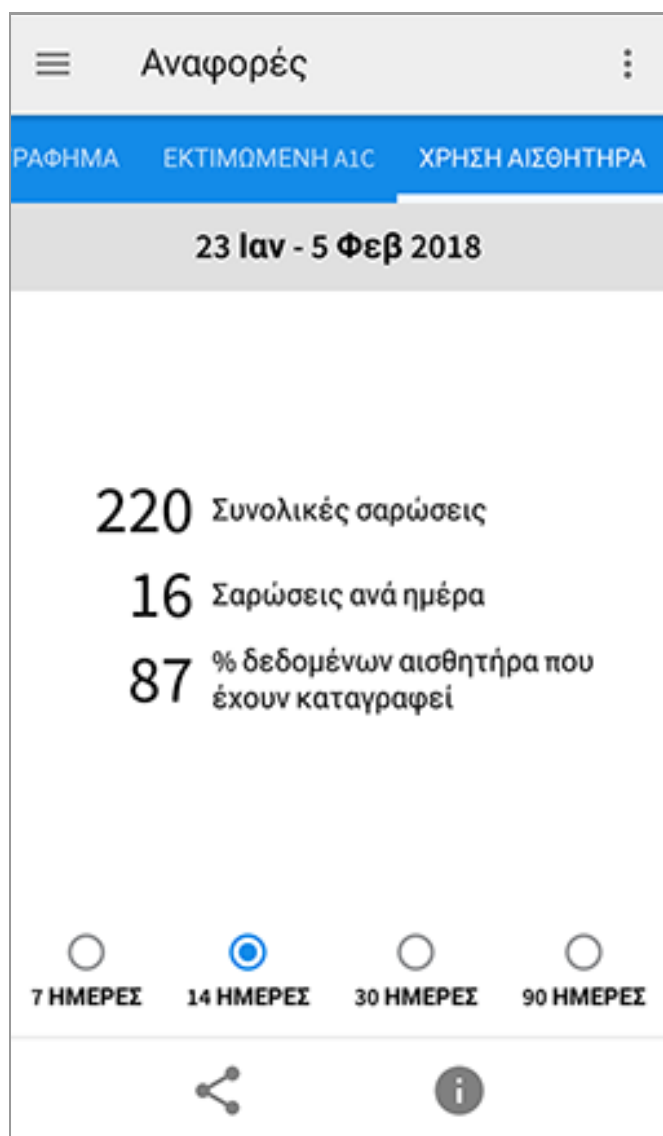 Αναφορές
ΡΑΦΗΜΑ ΕΚΤΙΜΩΜΕΝΗ A1C ΧΡΗΣΗ ΑΙΣΘΗΤΗΡΑ
23 Ιαν - 5 Φεβ 2018
220 Συνολικές σαρώσεις
16 Σαρώσεις ανά ημέρα
87 % δεδομένων αισθητήρα που
έχουν καταγραφεί
7 ΗΜΕΡΕΣ 14 ΗΜΕΡΕΣ 30 ΗΜΕΡΕΣ 90 ΗΜΕΡΕΣ